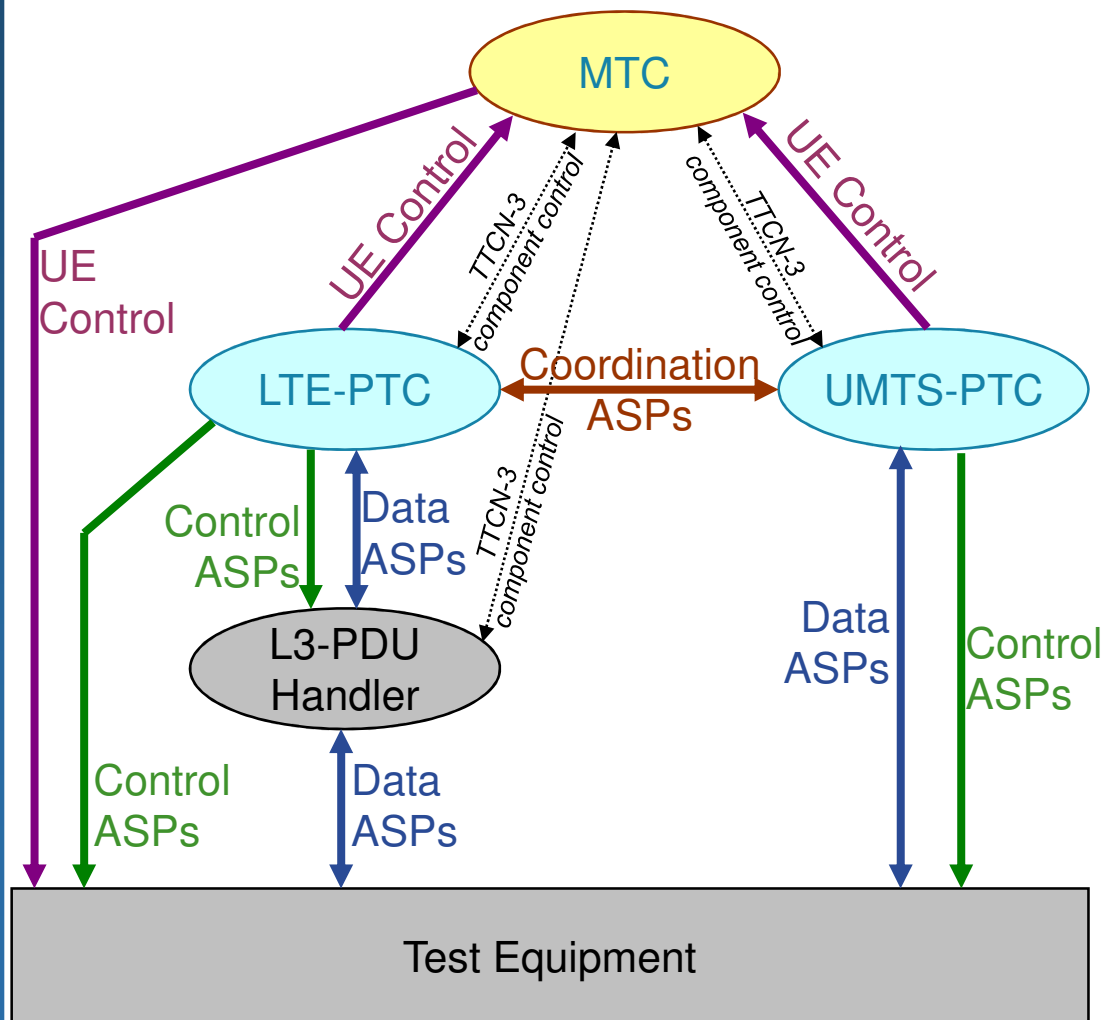 MTC
UE Control
UE Control
TTCN-3
component control
TTCN-3
component control
UE
Control
LTE-PTC
Coordination
ASPs
UMTS-PTC
TTCN-3
component control
Control
ASPs
Data
ASPs
L3-PDU
Handler
Data
ASPs
Control
ASPs
Control
ASPs
Data
ASPs
Test Equipment